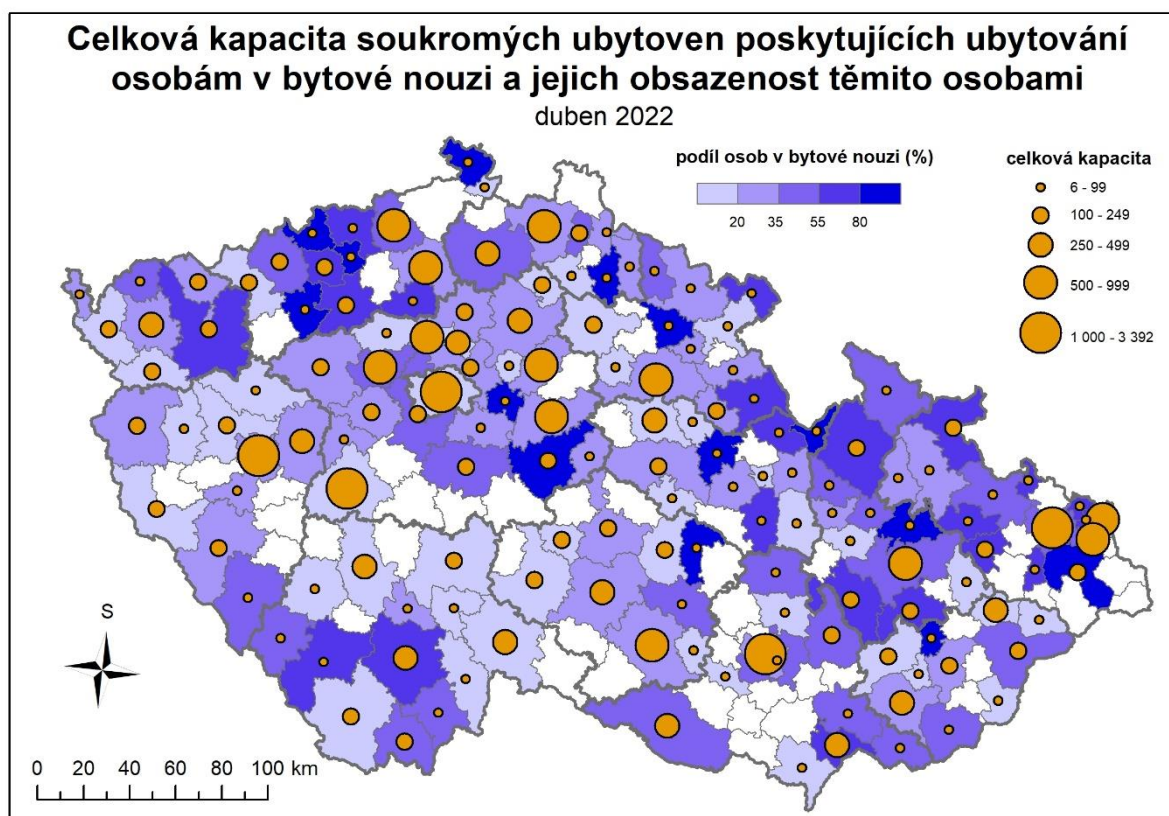 Celková kapacita soukromých ubytoven poskytujících ubytování
osobám v bytové nouzi a jejich obsazenost těmito osobami
duben 2022
podíl osob v bytové nouzi (%)
20 35 55 80
celková kapacita
6 - 99
100 - 249
250 - 499
500 - 999
1 000 - 3 392
S
0 20 40 60 80 100 km